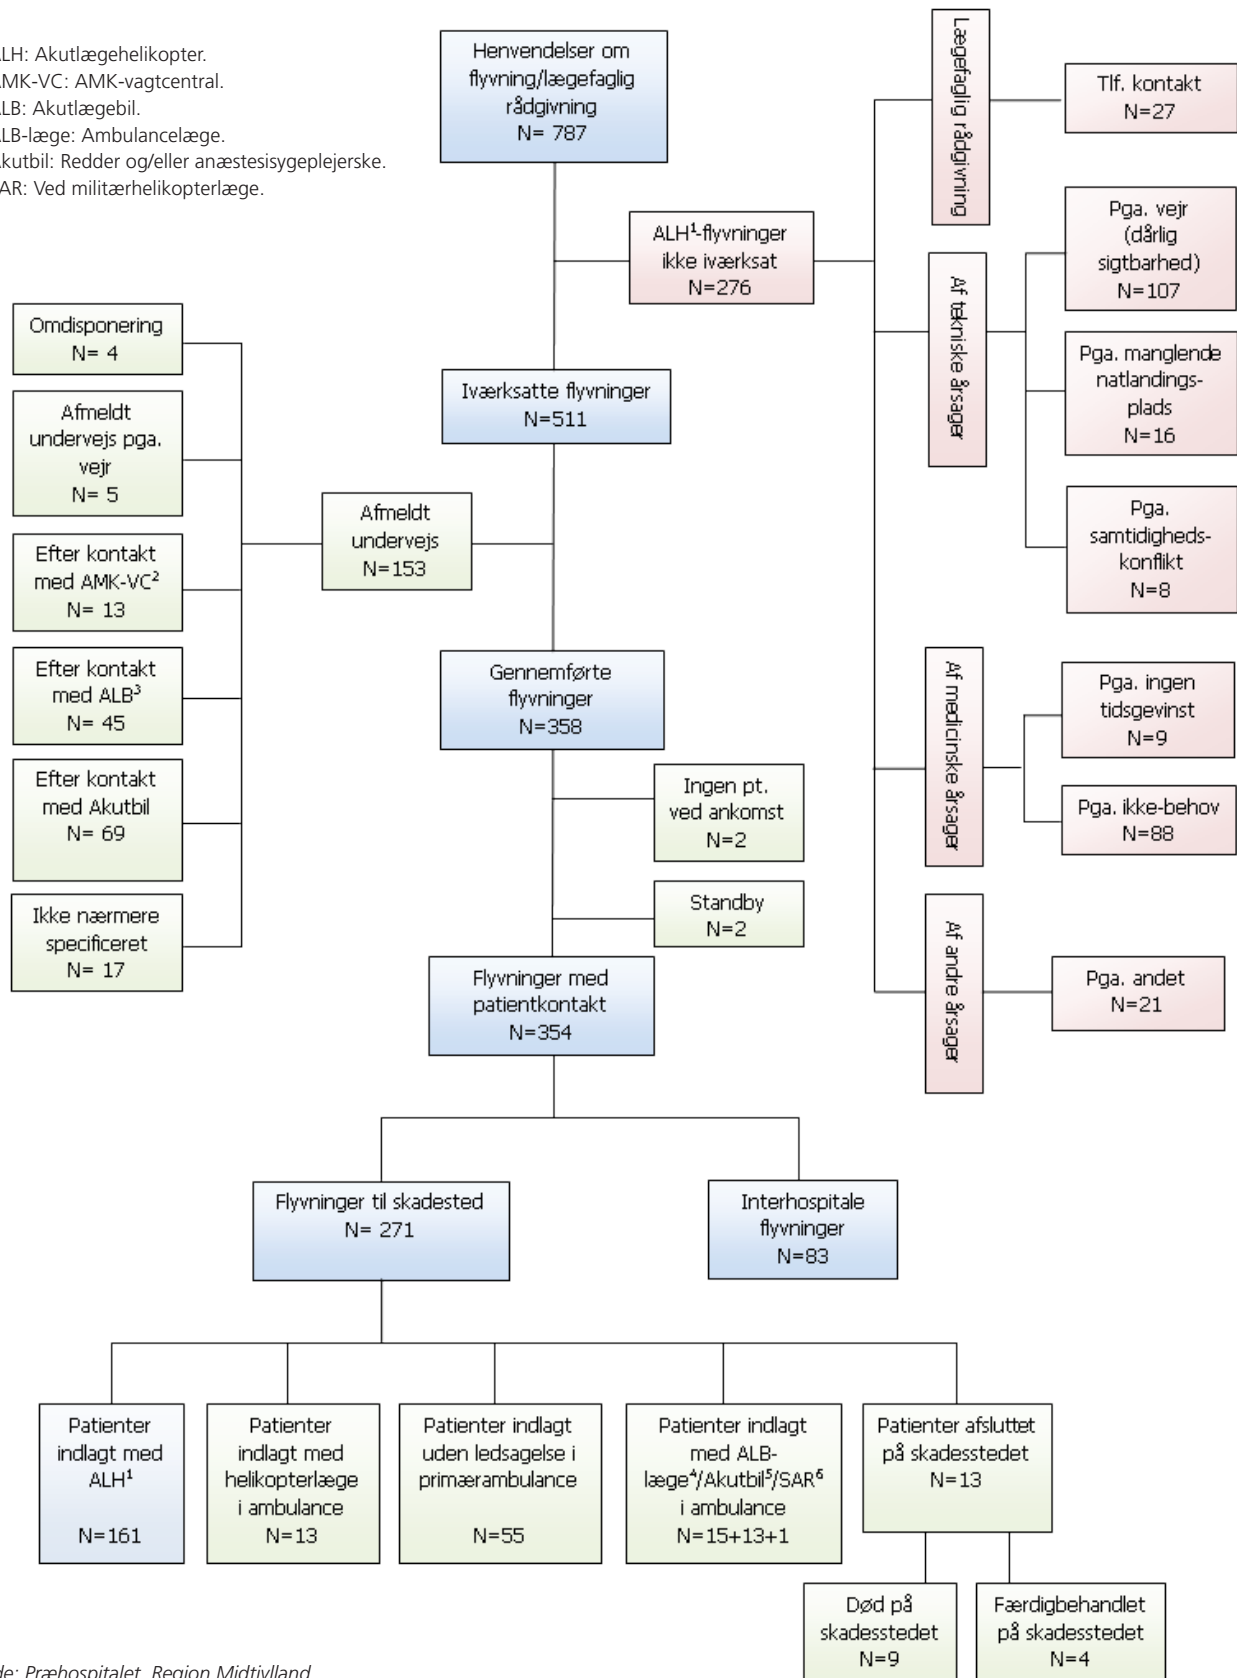 ALH: Akutlægehelikopter.
AMK-VC: AMK-vagtcentral.
ALB: Akutlægebil.
ALB-læge: Ambulancelæge.
Akutbil: Redder og/eller anæstesisygeplejerske.
SAR: Ved militærhelikopterlæge.
Henvendelser om
flyvning/lægefaglig
rådgivning
N= 787
ALH¹-flyvninger
ikke iværksat
N=276
Lægefaglig rådgivning
Tlf. kontakt
N=27
Af tekniske årsager
Pga. vejr
(dårlig
sigtbarhed)
N=107
Pga. manglende
natlandings-
plads
N=16
Pga.
samtidigheds-
konflikt
N=8
Af medicinske årsager
Pga. ingen
tidsgevinst
N=9
Pga. ikke-behov
N=88
Af andre årsager
Pga. andet
N=21
Iværksatte flyvninger
N=511
Afmeldt
undervejs
N=153
Omdisponering
N= 4
Afmeldt
undervejs pga.
vejr
N= 5
Efter kontakt
med AMK-VC²
N= 13
Efter kontakt
med ALB³
N= 45
Efter kontakt
med Akutbil
N= 69
Ikke nærmere
specificeret
N= 17
Gennemførte
flyvninger
N=358
Ingen pt.
ved ankomst
N=2
Standby
N=2
Flyvninger med
patientkontakt
N=354
Flyvninger til skadested
N= 271
Interhospitale
flyvninger
N=83
Patienter
indlagt med
ALH¹
N=161
Patienter
indlagt med
helikopterlæge
i ambulance
N=13
Patienter indlagt
uden ledsagelse i
primærambulance
N=55
Patienter indlagt
med ALB-
læge⁴/Akutbil⁵/SAR⁶
i ambulance
N=15+13+1
Patienter afsluttet
på skadesstedet
N=13
Død på
skadesstedet
N=9
Færdigbehandlet
på skadesstedet
N=4
de: Præhospitalet, Region Midtjylland